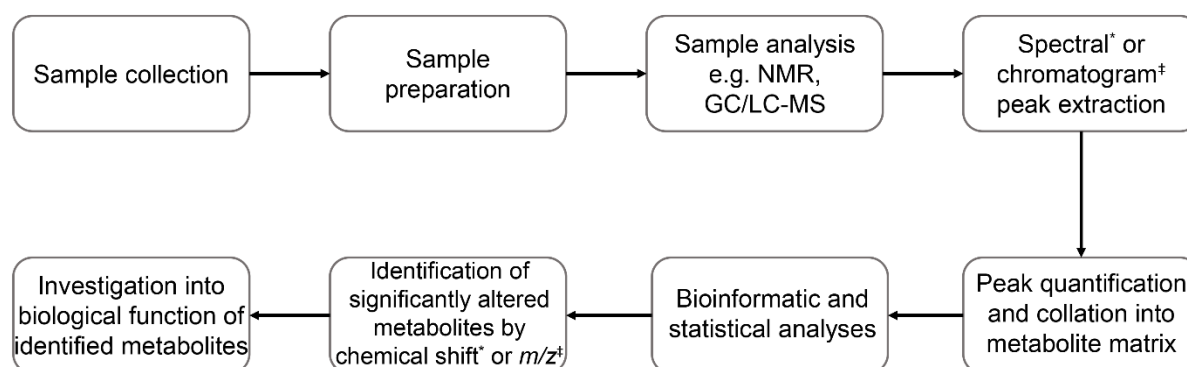 Sample collection
Sample
preparation
Sample analysis
e.g. NMR,
GC/LC-MS
Spectral* or
chromatogram‡
peak extraction
Peak quantification
and collation into
metabolite matrix
Bioinformatic and
statistical analyses
Identification of
significantly altered
metabolites by
chemical shift* or m/z‡
Investigation into
biological function of
identified metabolites